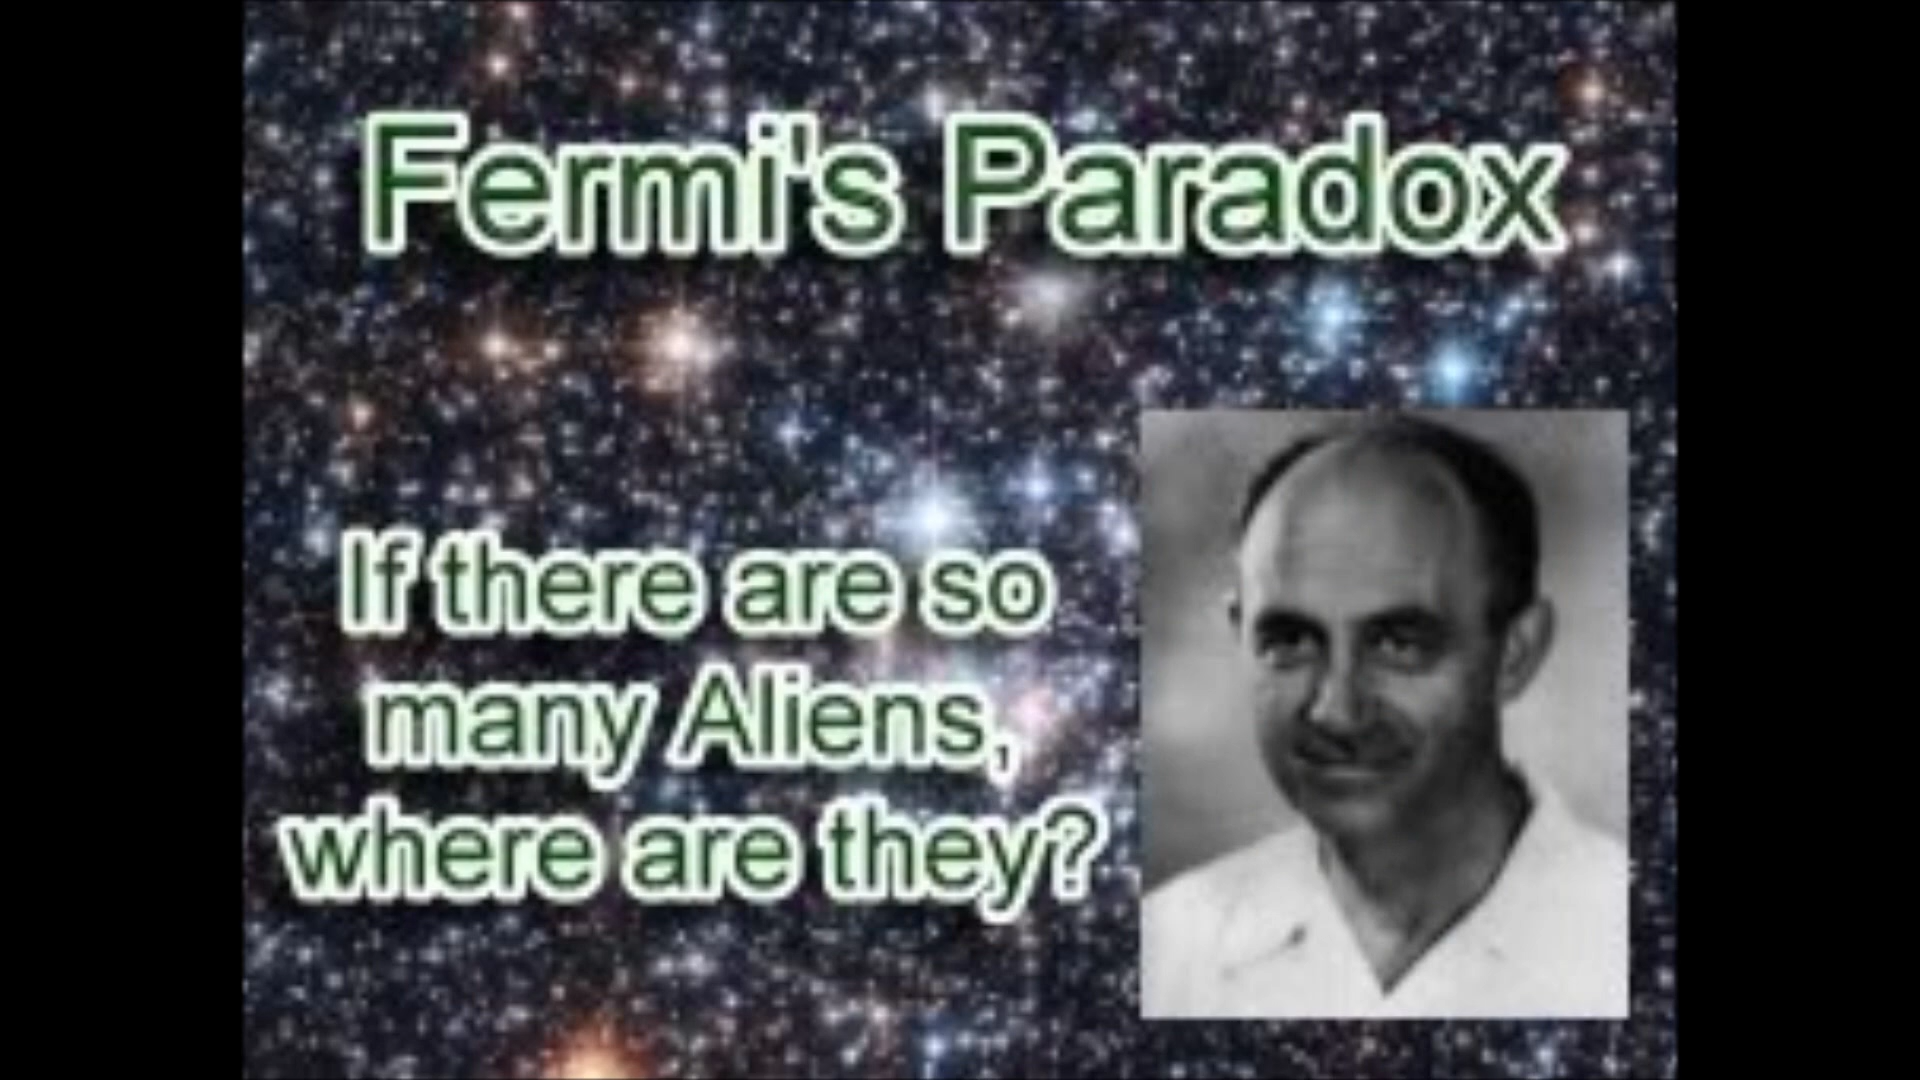 Fermi's Paradox
If there are so
many Aliens,
where are they?